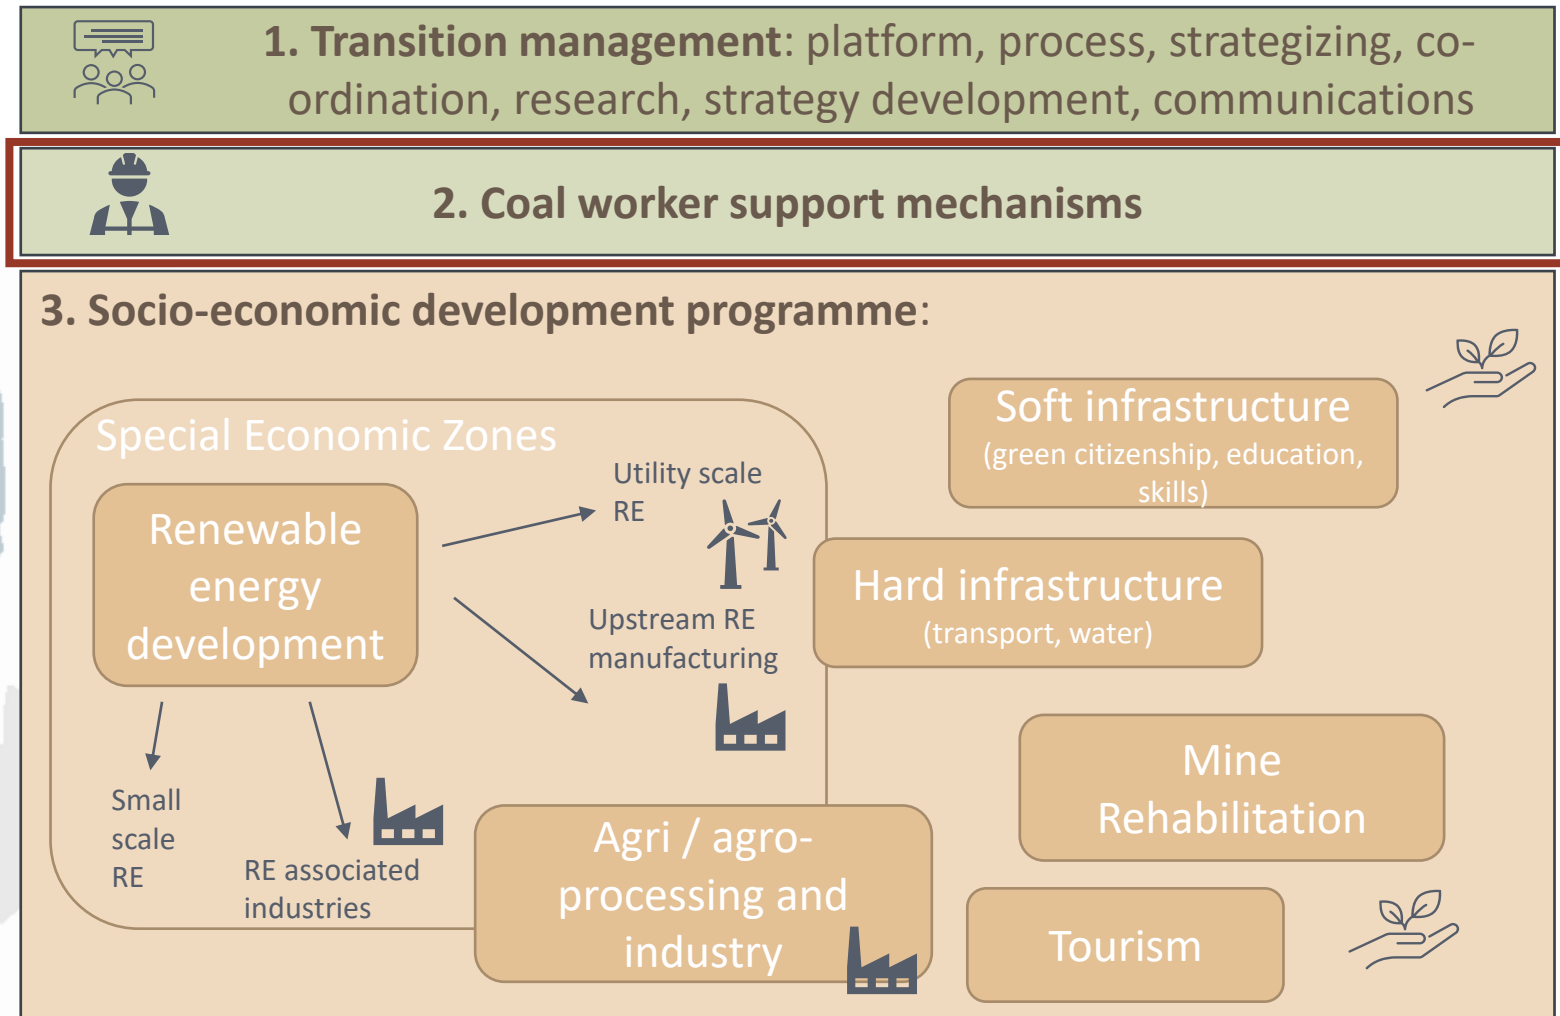 1. Transition management: platform, process, strategizing, co-
ordination, research, strategy development, communications
2. Coal worker support mechanisms
3. Socio-economic development programme:
Special Economic Zones
Renewable
energy
development
Utility scale
RE
Upstream RE
manufacturing
Small
scale
RE
RE associated
industries
Agri / agro-
processing and
industry
Soft infrastructure
(green citizenship, education,
skills)
Hard infrastructure
(transport, water)
Mine
Rehabilitation
Tourism